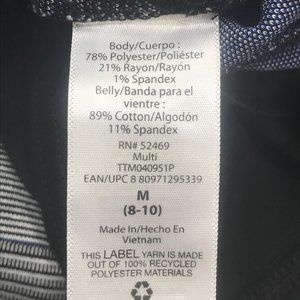 Body/Cuerpo :
78% Polyester/Poliéster
21% Rayon/Rayón
1% Spandex
Belly/Banda para el
vientre :
89% Cotton/Algodón
11% Spandex
RN# 52469
Multi
TTM040951P
EAN/UPC 8 80971295339
M
(8-10)
Made In/Hecho En
Vietnam
THIS LABEL YARN IS MADE
OUT OF 100% RECYCLED
POLYESTER MATERIALS